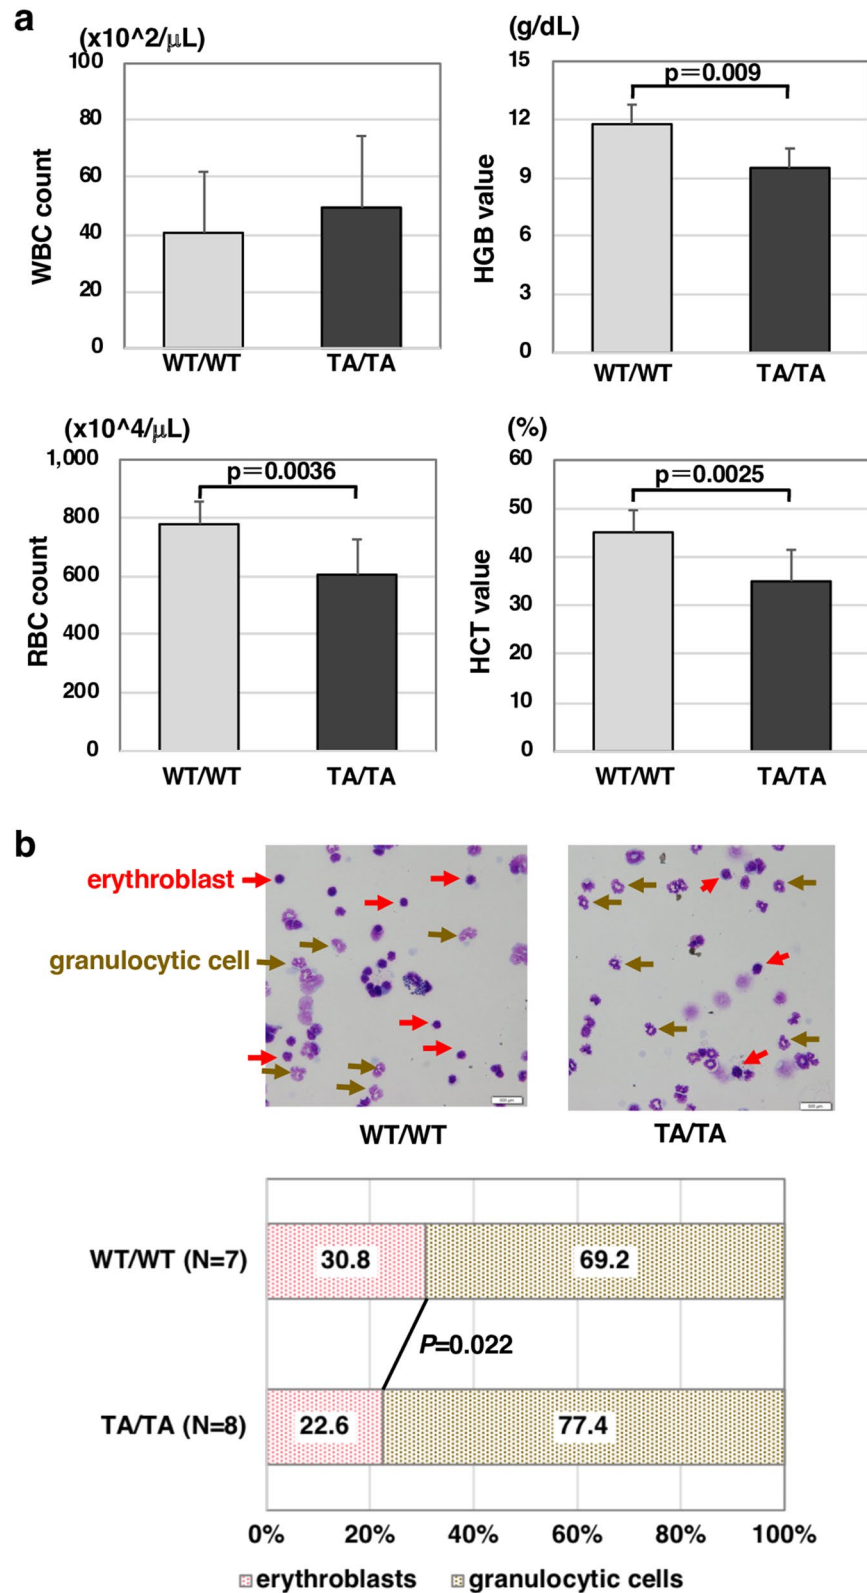 a
(x10^2/μL)
100
80
60
40
20
0
WBC count
WT/WT
TA/TA
(g/dL)
15
12
9
6
3
0
HGB value
p=0.009
WT/WT
TA/TA
(x10^4/μL)
1,000
800
600
400
200
0
RBC count
p=0.0036
WT/WT
TA/TA
(%)
60
50
40
30
20
10
0
HCT value
p=0.0025
WT/WT
TA/TA
b
erythroblast
granulocytic cell
WT/WT
TA/TA
WT/WT (N=7)
30.8
69.2
P=0.022
TA/TA (N=8)
22.6
77.4
0%
20%
40%
60%
80%
100%
erythroblasts
granulocytic cells